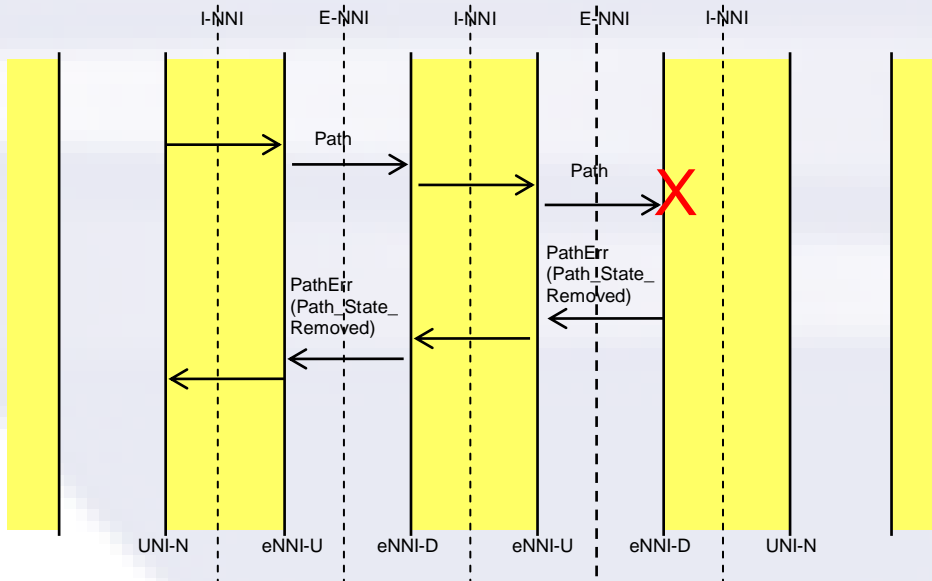 I-NNI
E-NNI
I-NNI
E-NNI
I-NNI
Path
Path
PathErr
(Path_State_
Removed)
PathErr
(Path_State_
Removed)
UNI-N
eNNI-U
eNNI-D
eNNI-U
eNNI-D
UNI-N